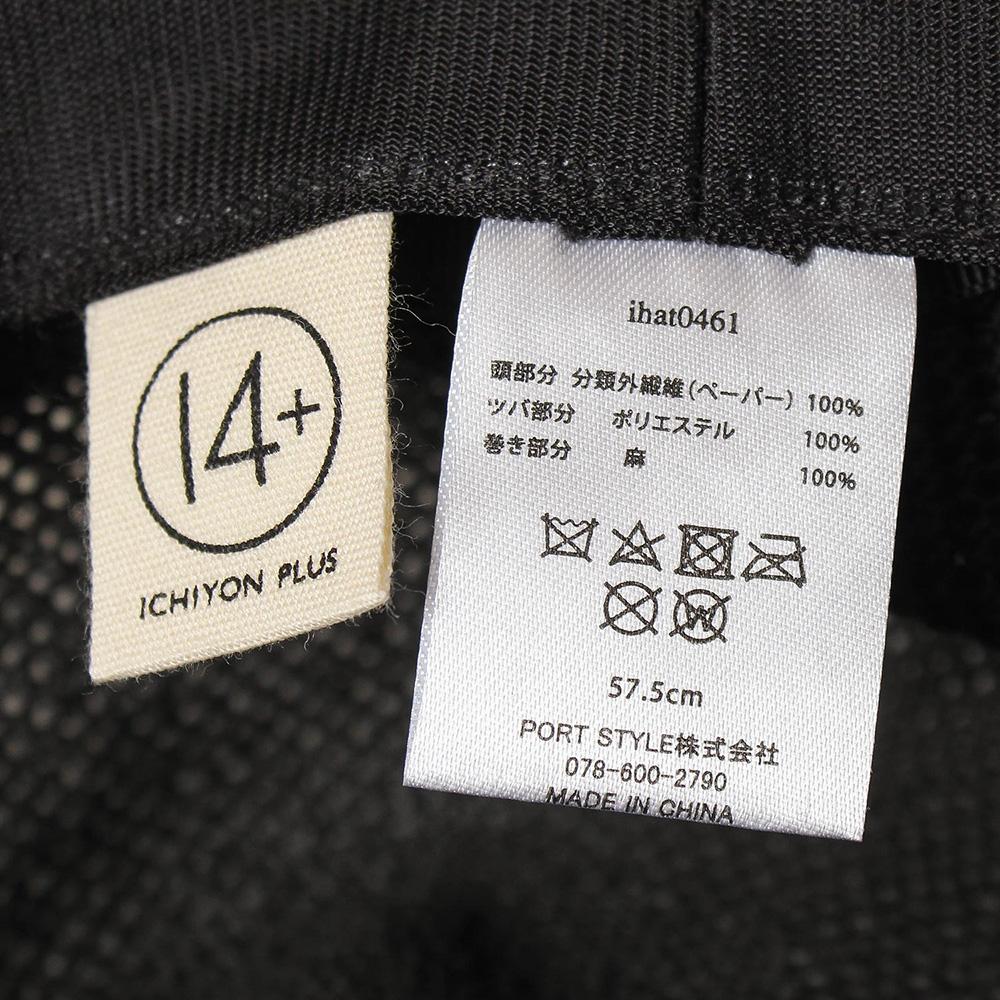 14+
ICHIYON PLUS
ihat0461
頭部分 分類外繊維(ペーパー) 100%
ツバ部分 ポリエステル 100%
巻き部分 麻 100%
W
57.5cm
PORT STYLE株式会社
078-600-2790
MADE IN CHINA